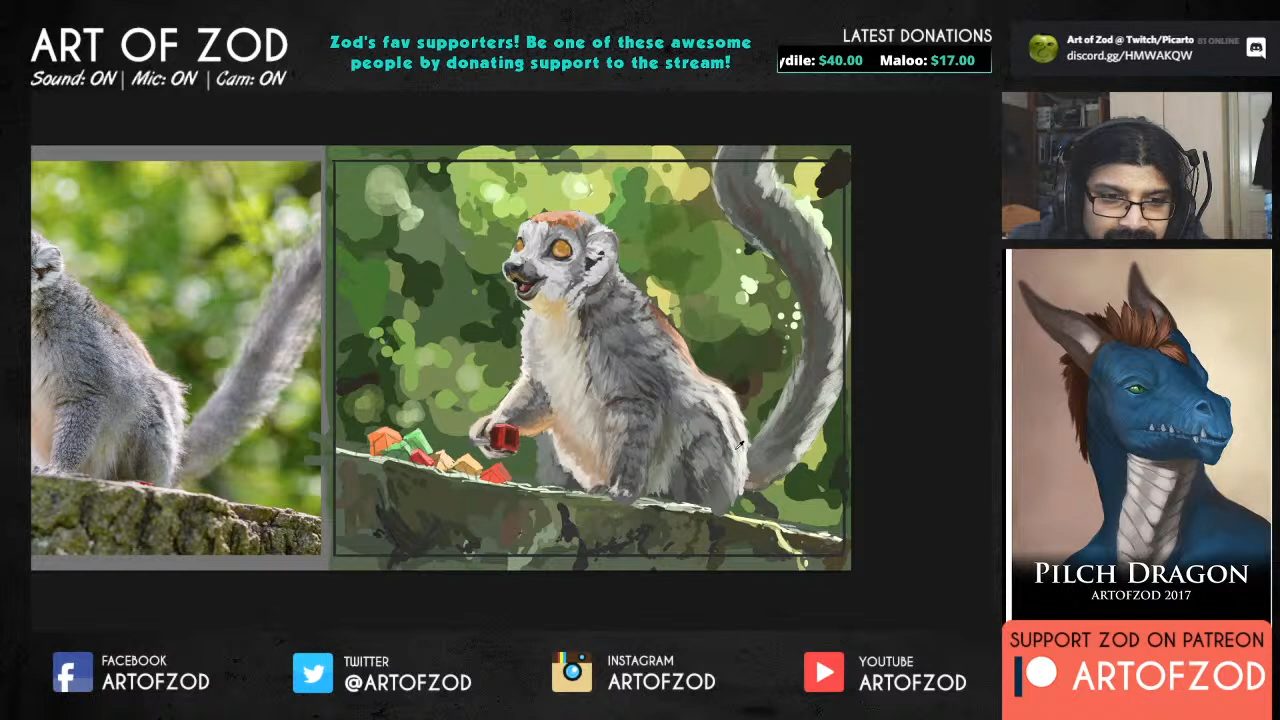 ART OF ZOD
Sound: ON | Mic: ON | Cam: ON
Zod's fav supporters! Be one of these awesome
people by donating support to the stream!
LATEST DONATIONS
ydile: $40.00 Maloo: $17.00
Art of Zod @ Twitch/Picarto 81 ONLINE
discord.gg/HMWAKQW
PILCH DRAGON
ARTOFZOD 2017
SUPPORT ZOD ON PATREON
ARTOFZOD
FACEBOOK
ARTOFZOD
TWITTER
@ARTOFZOD
INSTAGRAM
ARTOFZOD
YOUTUBE
ARTOFZOD